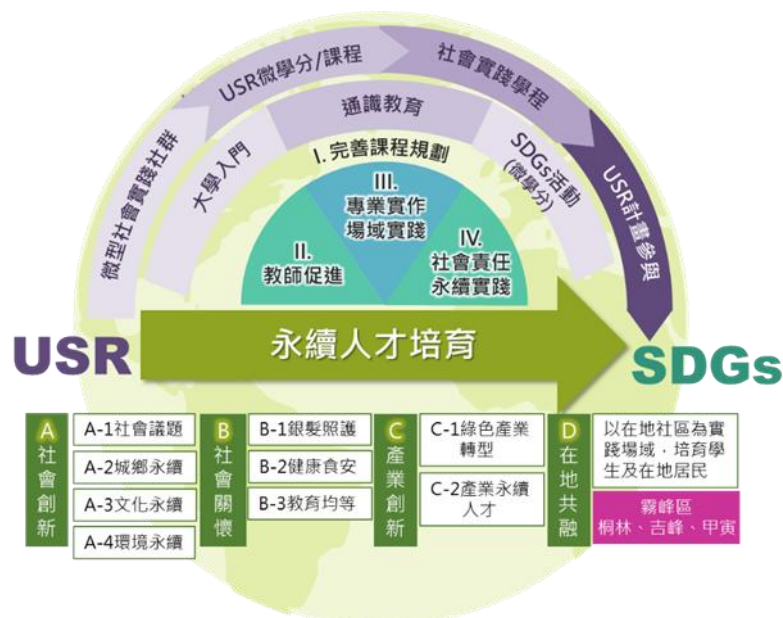 微型社會實踐社群
USR微學分/課程
社會實踐學程
USR計畫參與
大學入門
通識教育
SDGs活動
(微學分)
I. 完善課程規劃
II.
教師促進
III.
專業實作
場域實踐
IV.
社會責任
永續實踐
USR
永續人才培育
SDGs
A
社會創新
A-1社會議題
A-2城鄉永續
A-3文化永續
A-4環境永續
B
社會關懷
B-1銀髮照護
B-2健康食安
B-3教育均等
C
產業創新
C-1綠色產業
轉型
C-2產業永續
人才
D
在地共融
以在地社區為實
踐場域，培育學
生及在地居民
霧峰區
桐林、吉峰、甲寅